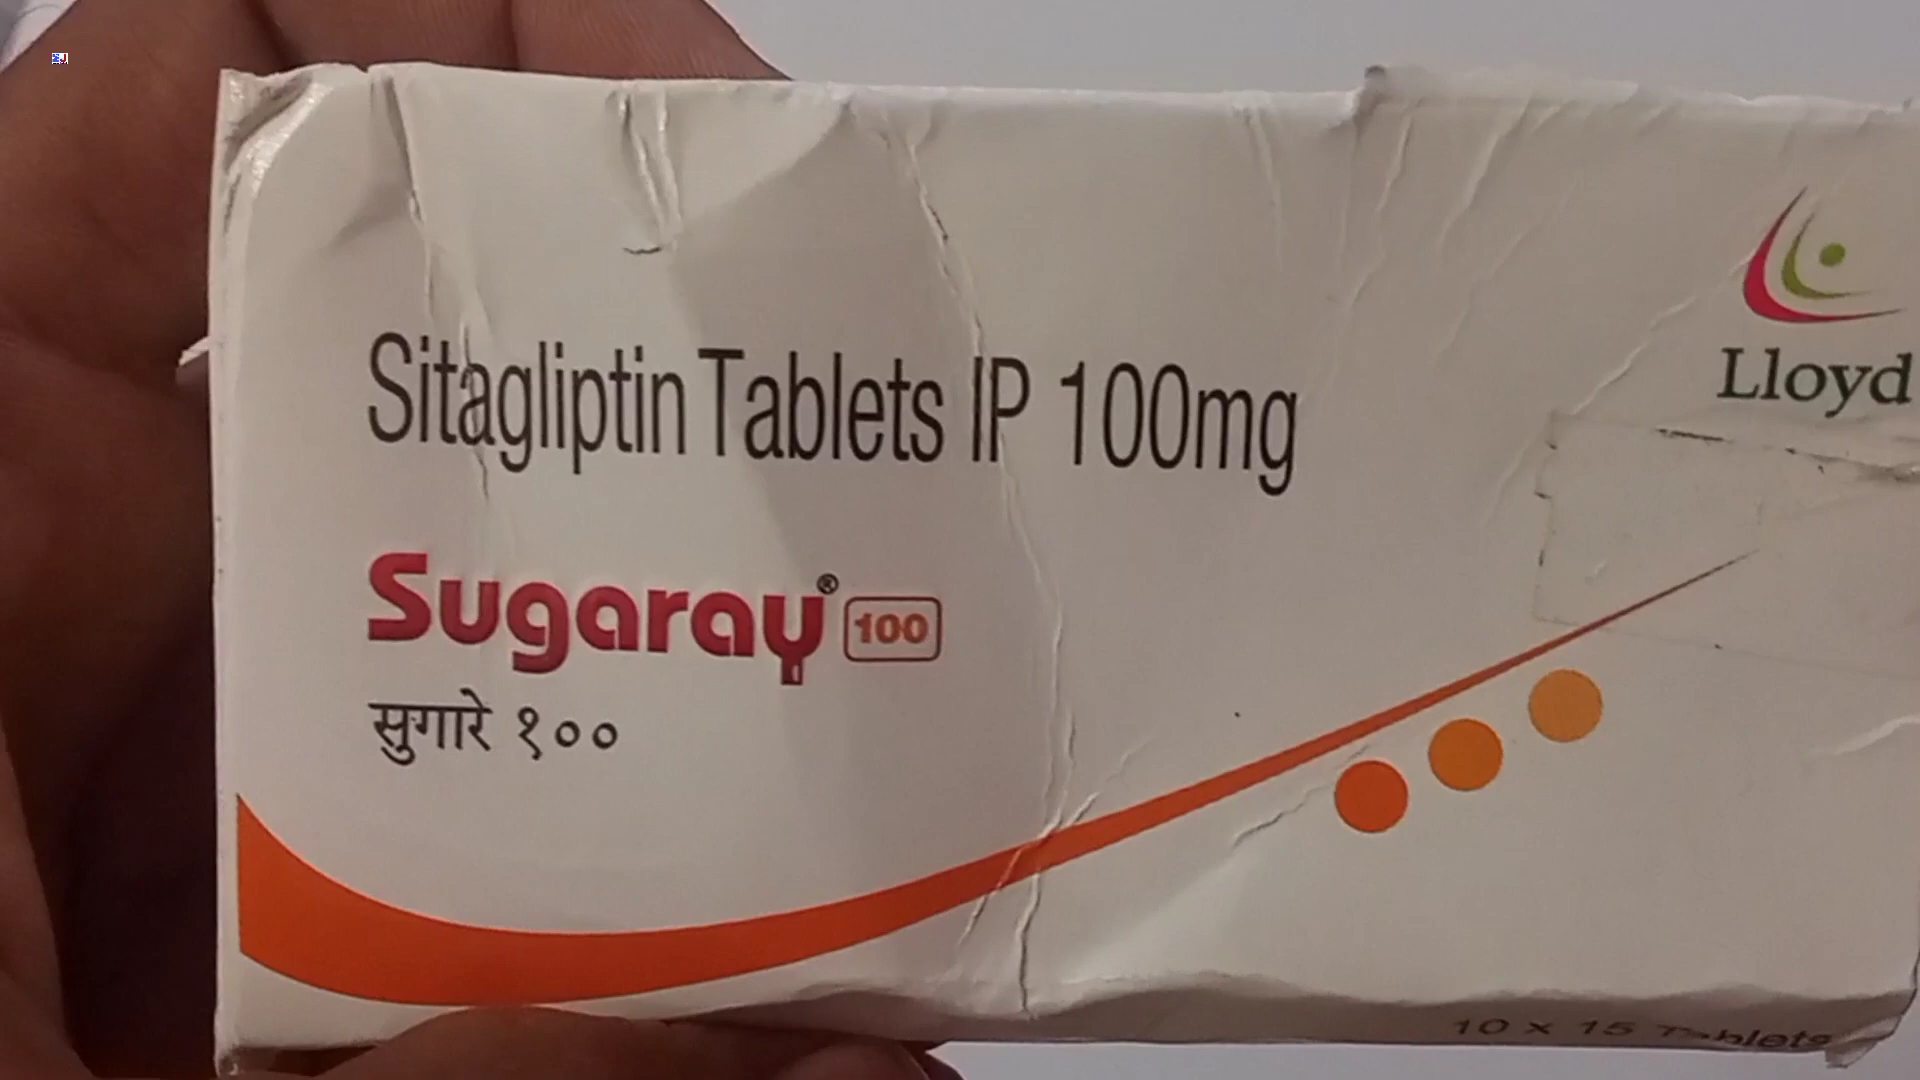 Lloyd
Sitagliptin Tablets IP 100mg
Sugaray® 100
सुगारे १००
10 x 15 Tablets